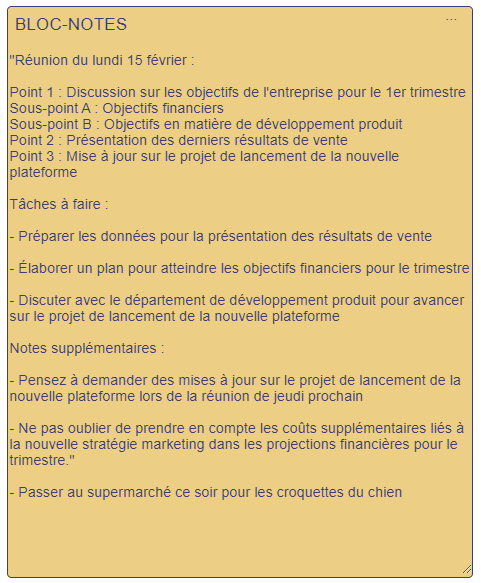 BLOC-NOTES
...
"Réunion du lundi 15 février :
Point 1 : Discussion sur les objectifs de l'entreprise pour le 1er trimestre
Sous-point A : Objectifs financiers
Sous-point B : Objectifs en matière de développement produit
Point 2 : Présentation des derniers résultats de vente
Point 3 : Mise à jour sur le projet de lancement de la nouvelle
plateforme
Tâches à faire :
- Préparer les données pour la présentation des résultats de vente
- Élaborer un plan pour atteindre les objectifs financiers pour le trimestre
- Discuter avec le département de développement produit pour avancer
sur le projet de lancement de la nouvelle plateforme
Notes supplémentaires :
- Pensez à demander des mises à jour sur le projet de lancement de la
nouvelle plateforme lors de la réunion de jeudi prochain
- Ne pas oublier de prendre en compte les coûts supplémentaires liés à
la nouvelle stratégie marketing dans les projections financières pour le
trimestre."
- Passer au supermarché ce soir pour les croquettes du chien